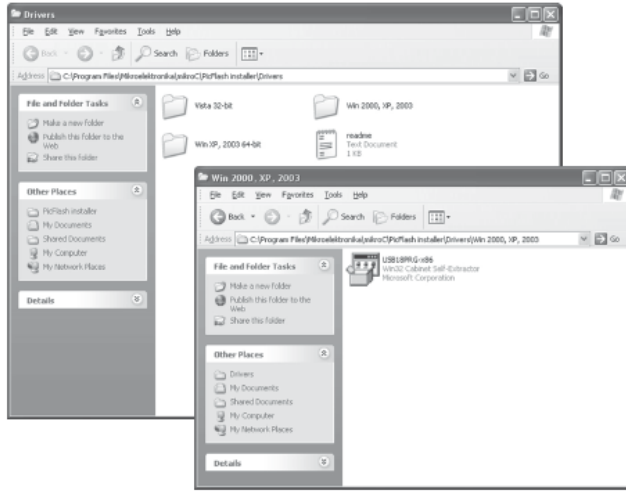 Drivers
File Edit View Favorites Tools Help
Back Search Folders
Address C:\Program Files\Mikroelektronika\mikroC\PicFlash installer\Drivers Go
File and Folder Tasks
Make a new folder
Publish this folder to the
Web
Share this folder
Other Places
PicFlash installer
My Documents
Shared Documents
My Computer
My Network Places
Details
Vista 32-bit
Win 2000, XP, 2003
Win XP, 2003 64-bit
readme
Text Document
1 KB
Win 2000, XP, 2003
File Edit View Favorites Tools Help
Back Search Folders
Address C:\Program Files\Mikroelektronika\mikroC\PicFlash installer\Drivers\Win 2000, XP, 2003 Go
File and Folder Tasks
Make a new folder
Publish this folder to the
Web
Share this folder
Other Places
Drivers
My Documents
Shared Documents
My Computer
My Network Places
Details
USB18PRG-x86
Win32 Cabinet Self-Extractor
Microsoft Corporation